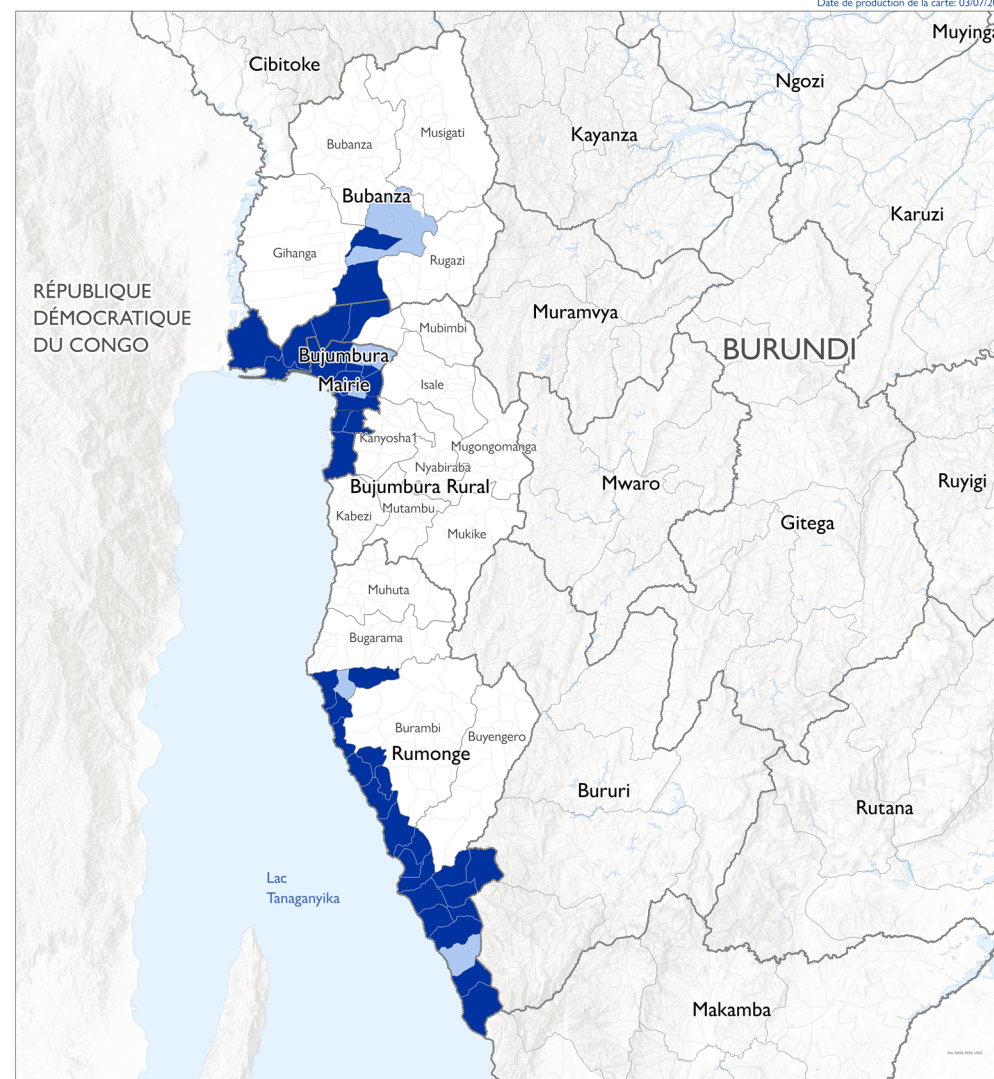 Date de production de la carte: 03/07/20
Muyinga
Cibitoke
Ngozi
Musigati
Kayanza
Bubanza
Bubanza
Karuzi
Gihanga
Rugazi
RÉPUBLIQUE
DÉMOCRATIQUE
DU CONGO
Muramvya
Mubimbi
BURUNDI
Bujumbura
Mairie
Isale
Kanyosha1
Mugongomanga
Nyabiraba
Ruyigi
Mwaro
Bujumbura Rural
Mutambu
Kabezi
Gitega
Mukike
Muhuta
Bugarama
Burambi
Buyengero
Rumonge
Bururi
Rutana
Lac
Tanaganyika
Makamba